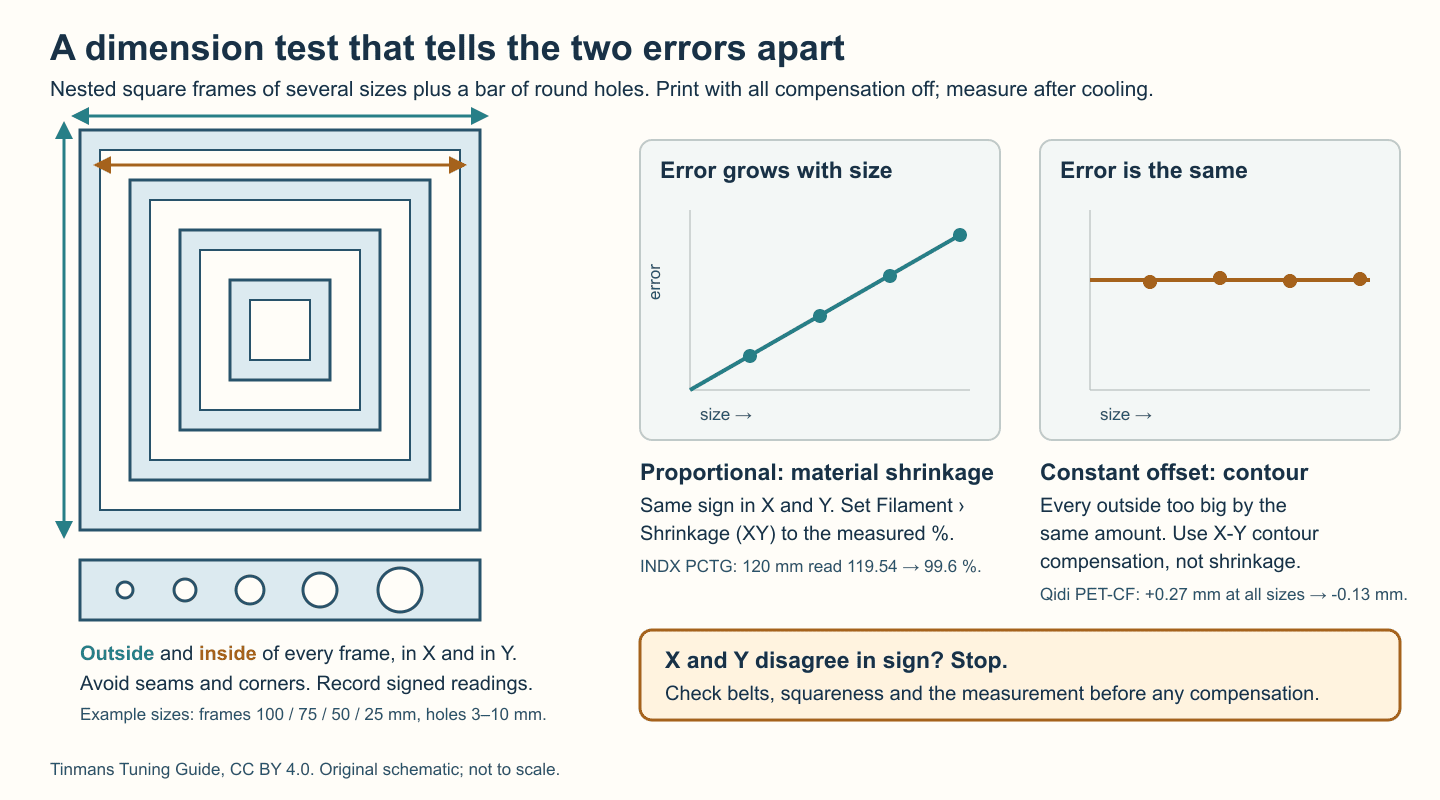 A dimension test that tells the two errors apart
Nested square frames of several sizes plus a bar of round holes. Print with all compensation off; measure after cooling.
Outside and inside of every frame, in X and in Y.
Avoid seams and corners. Record signed readings.
Example sizes: frames 100 / 75 / 50 / 25 mm, holes 3–10 mm.
Error grows with size
error
size →
Proportional: material shrinkage
Same sign in X and Y. Set Filament ›
Shrinkage (XY) to the measured %.
INDX PCTG: 120 mm read 119.54 → 99.6 %.
Error is the same
size →
Constant offset: contour
Every outside too big by the
same amount. Use X-Y contour
compensation, not shrinkage.
Qidi PET-CF: +0.27 mm at all sizes → -0.13 mm.
X and Y disagree in sign? Stop.
Check belts, squareness and the measurement before any compensation.
Tinmans Tuning Guide, CC BY 4.0. Original schematic; not to scale.